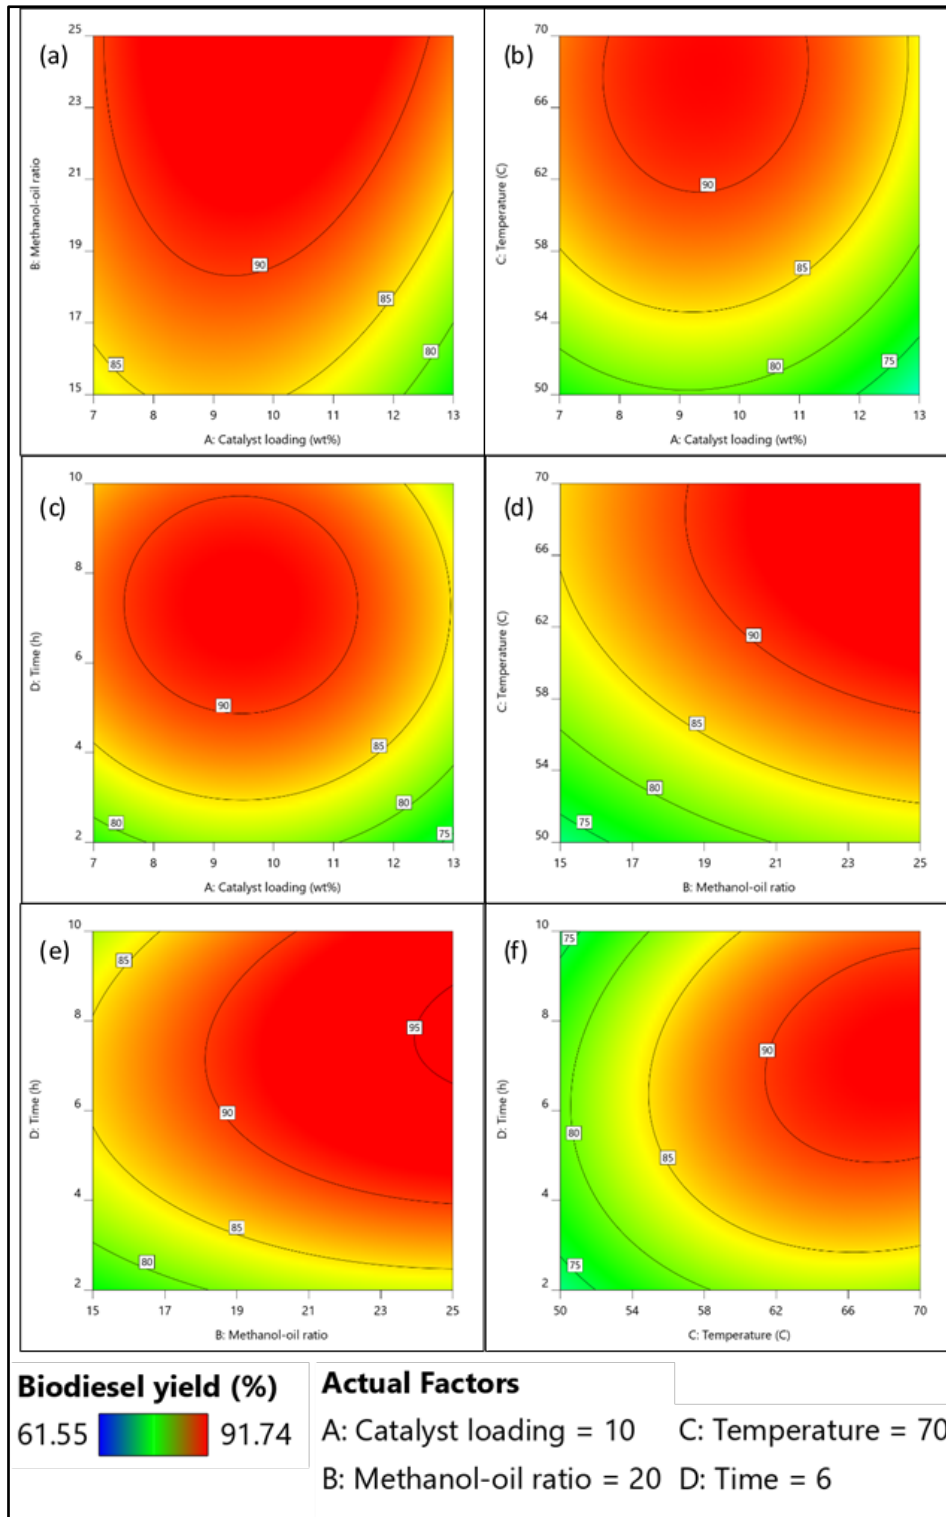 (a)
25
23
21
19
17
15
B: Methanol-oil ratio
90
85
85
80
7 8 9 10 11 12 13
A: Catalyst loading (wt%)
(b)
70
66
62
58
54
50
C: Temperature (C)
90
85
80
75
7 8 9 10 11 12 13
A: Catalyst loading (wt%)
(c)
10
8
6
4
2
D: Time (h)
90
85
80
80
75
7 8 9 10 11 12 13
A: Catalyst loading (wt%)
(d)
70
66
62
58
54
50
C: Temperature (C)
90
85
80
75
15 17 19 21 23 25
B: Methanol-oil ratio
(e)
10
8
6
4
2
D: Time (h)
85
95
90
85
80
15 17 19 21 23 25
B: Methanol-oil ratio
(f)
10
8
6
4
2
D: Time (h)
75
90
80
85
75
50 54 58 62 66 70
C: Temperature (C)
Biodiesel yield (%)
61.55 91.74
Actual Factors
A: Catalyst loading = 10 C: Temperature = 70
B: Methanol-oil ratio = 20 D: Time = 6